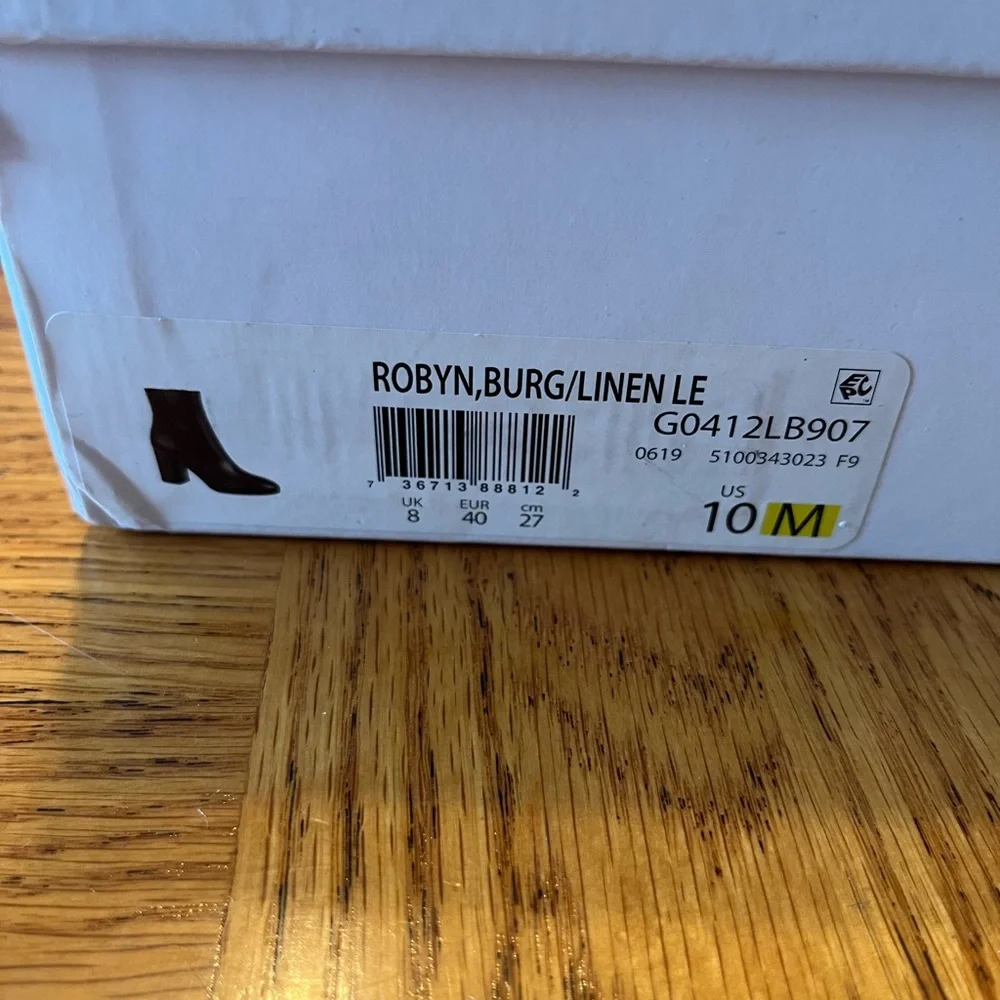 ROBYN,BURG/LINEN LE
G0412LB907
0619 5100343023 F9
7 36713 88812 2
UK EUR cm
8 40 27
US
10 M
EPC